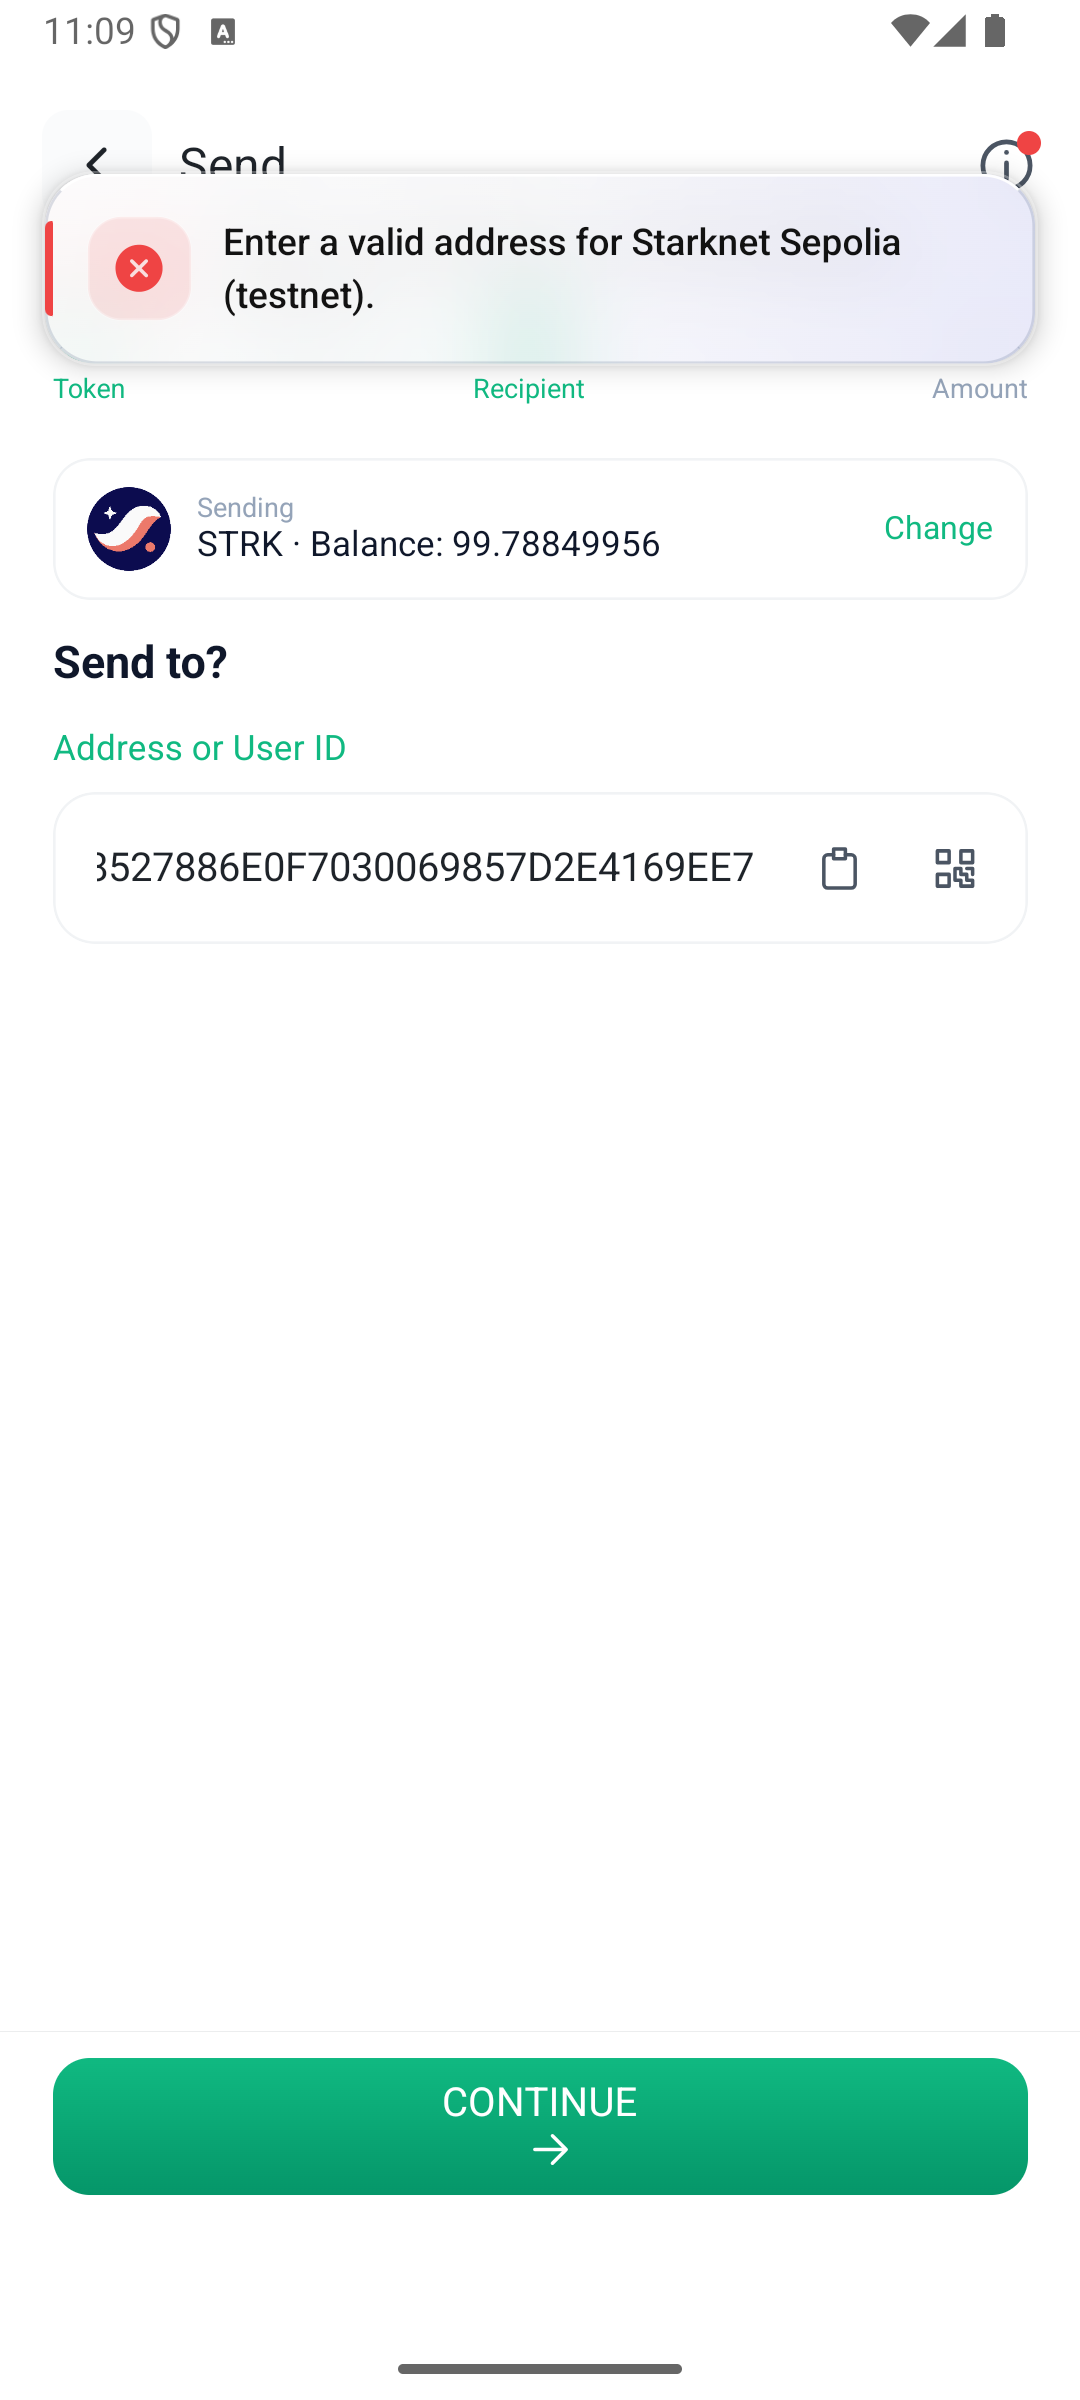 11:09
Send
Enter a valid address for Starknet Sepolia
(testnet).
Token
Recipient
Amount
Sending
STRK · Balance: 99.78849956
Change
Send to?
Address or User ID
3527886E0F7030069857D2E4169EE7
CONTINUE